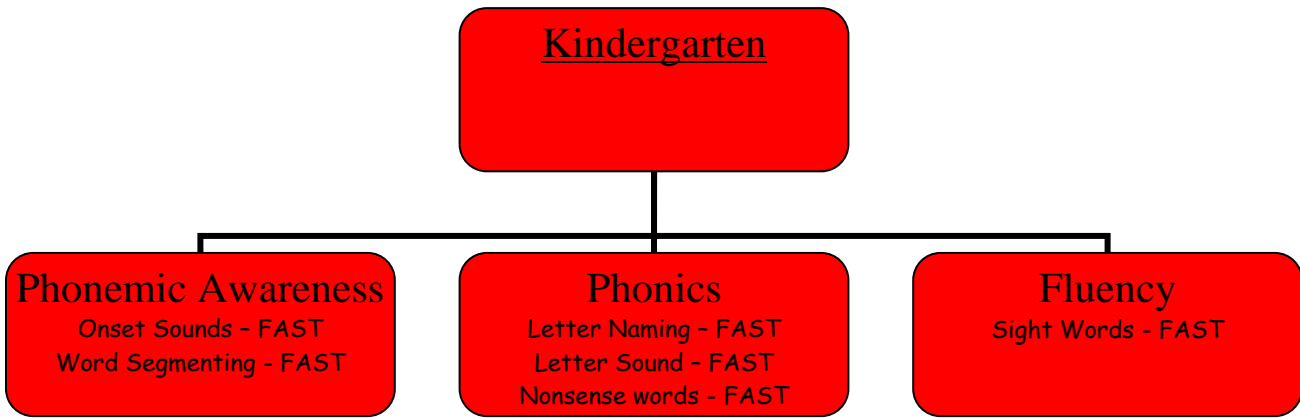 Kindergarten
Phonemic Awareness
Onset Sounds – FAST
Word Segmenting - FAST
Phonics
Letter Naming – FAST
Letter Sound – FAST
Nonsense words - FAST
Fluency
Sight Words - FAST